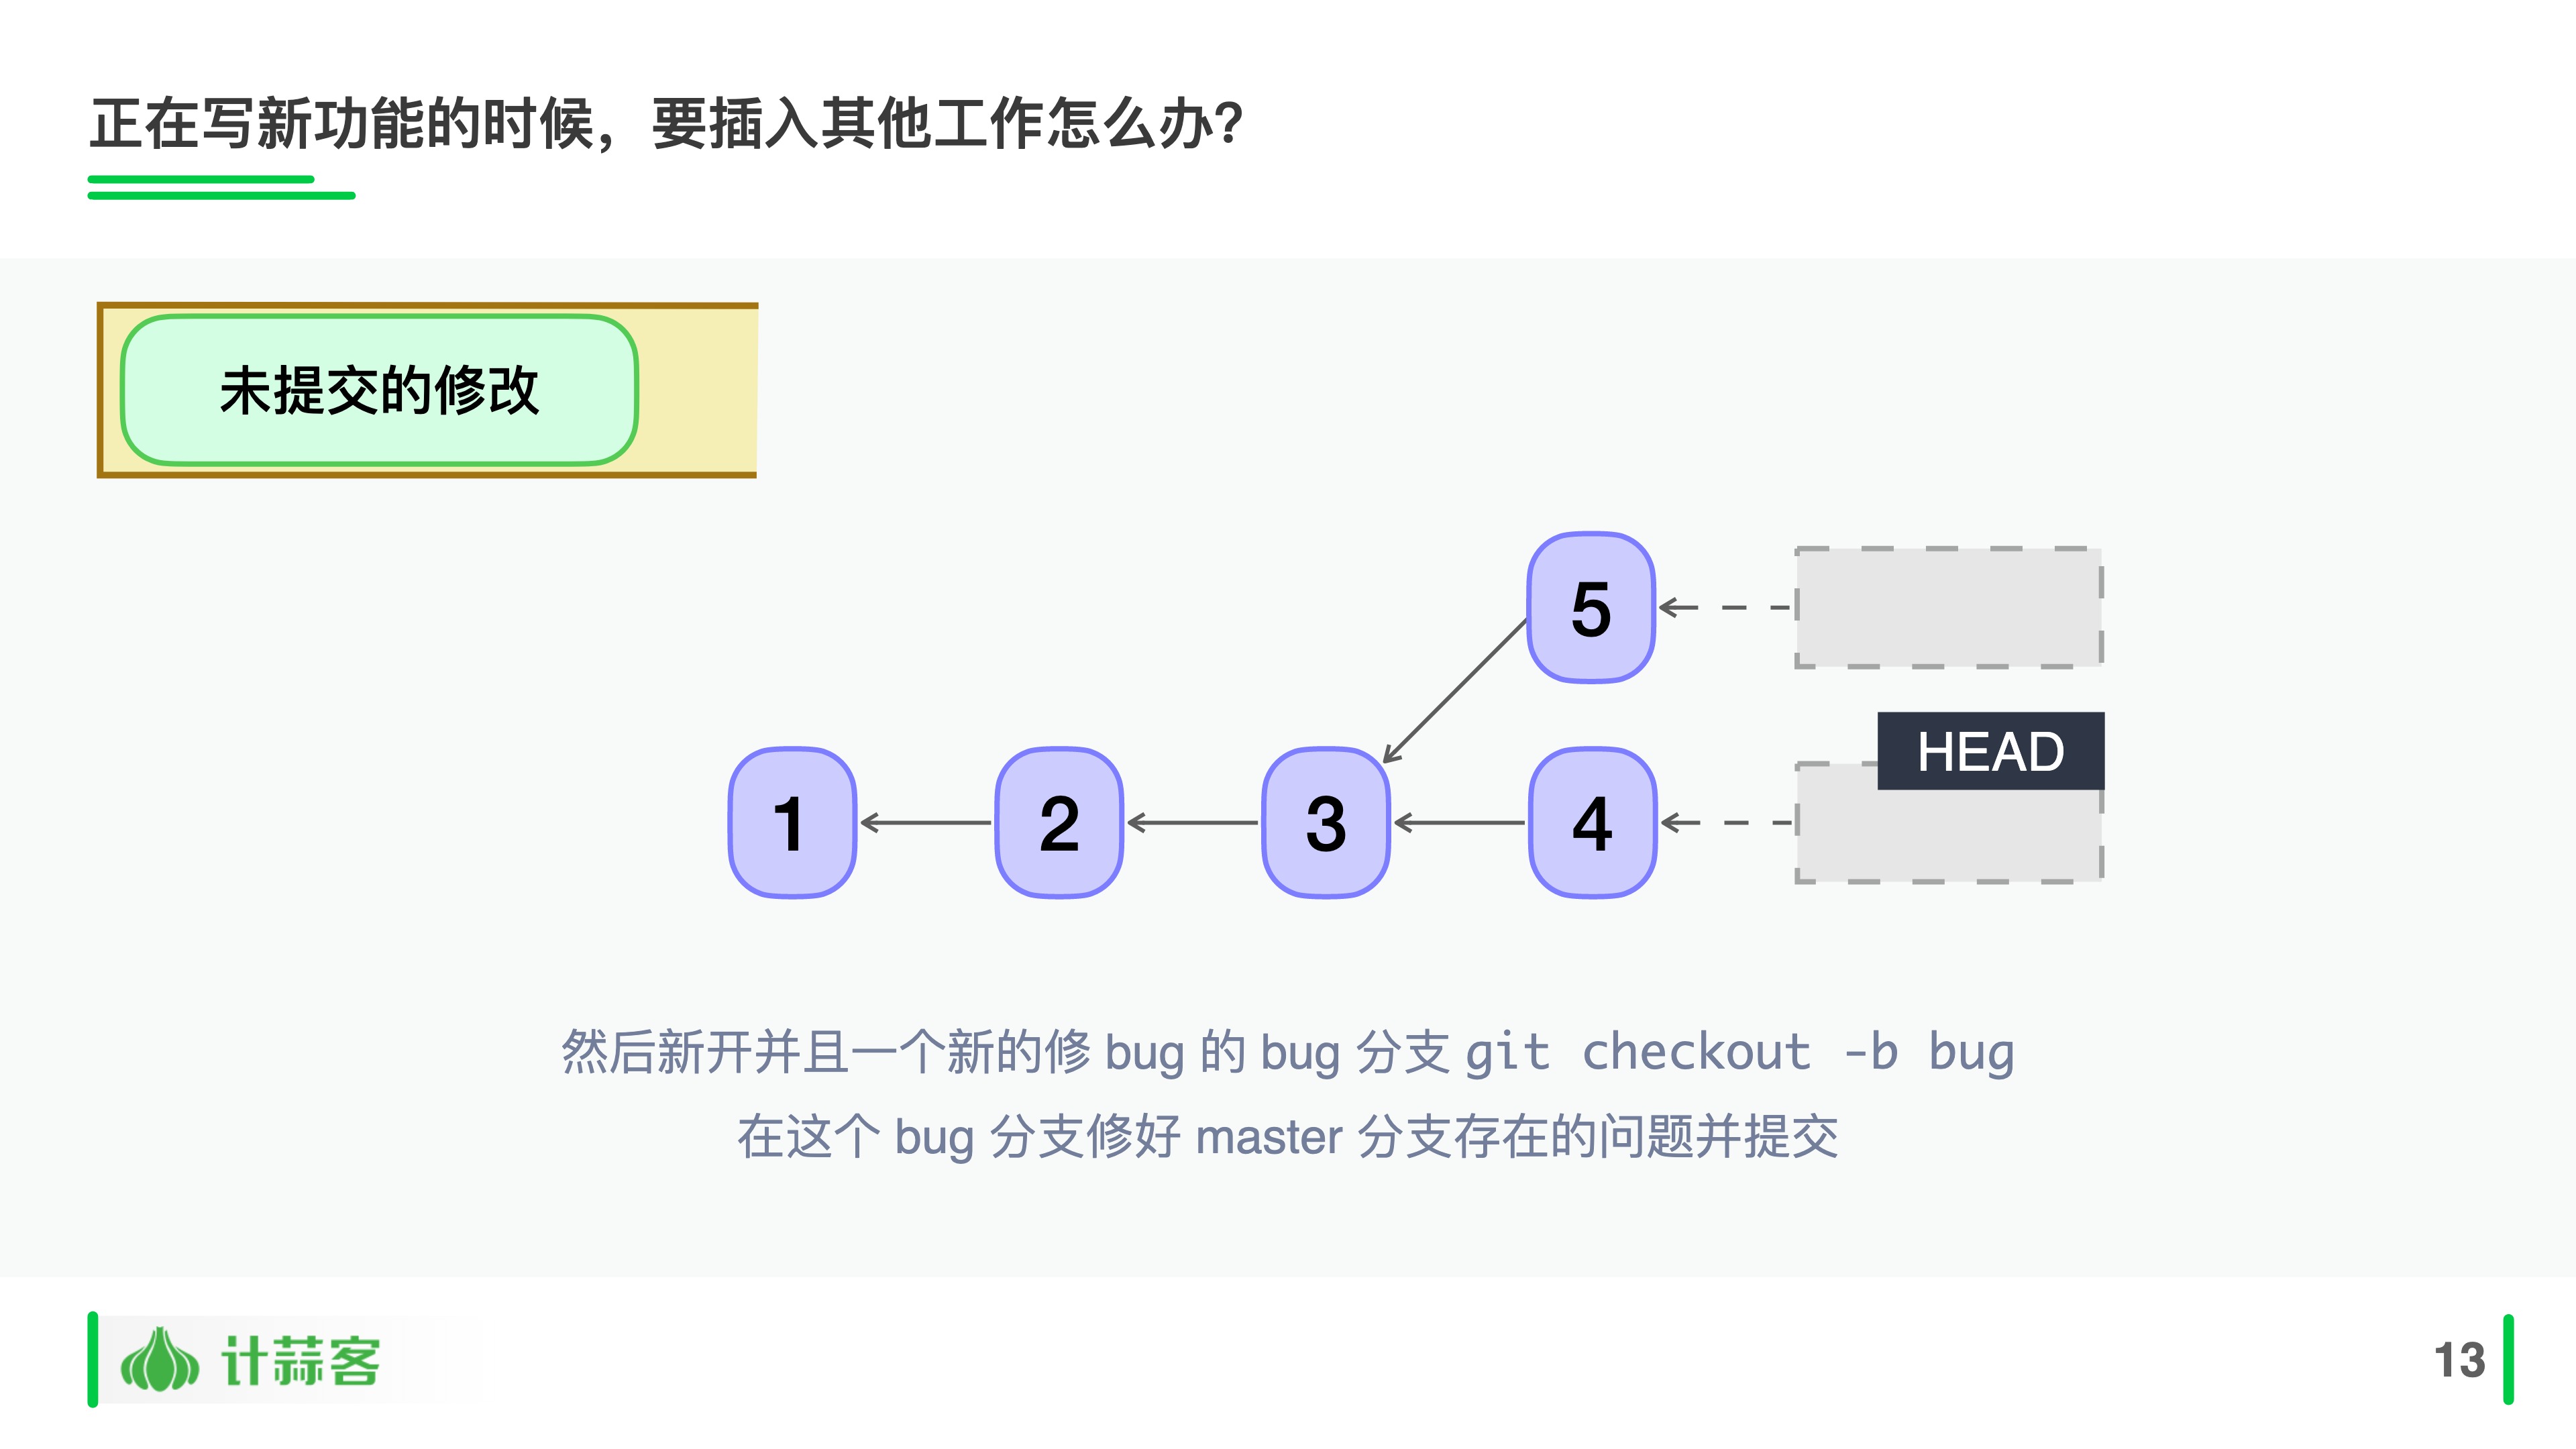 正在写新功能的时候，要插入其他工作怎么办？
未提交的修改
5
HEAD
1 2 3 4
然后新开并且一个新的修 bug 的 bug 分支 git checkout -b bug
在这个 bug 分支修好 master 分支存在的问题并提交
计蒜客
13